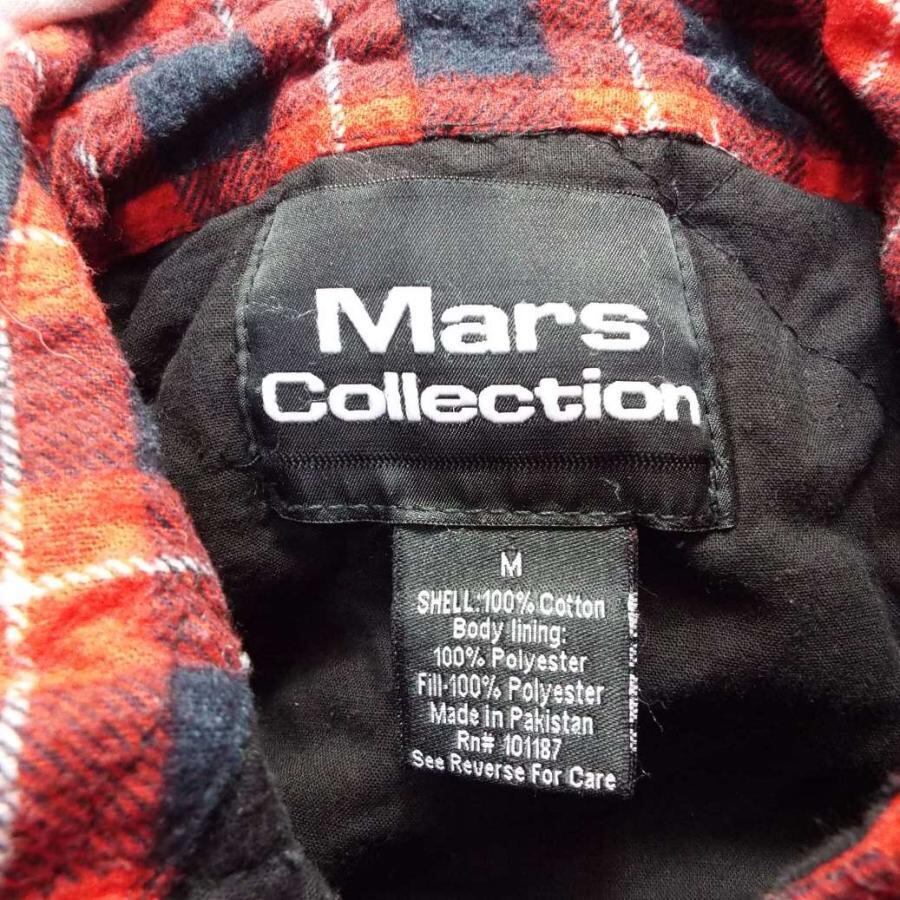 Mars
Collection
M
SHELL:100% Cotton
Body lining:
100% Polyester
Fill-100% Polyester
Made in Pakistan
Rn# 101187
See Reverse For Care